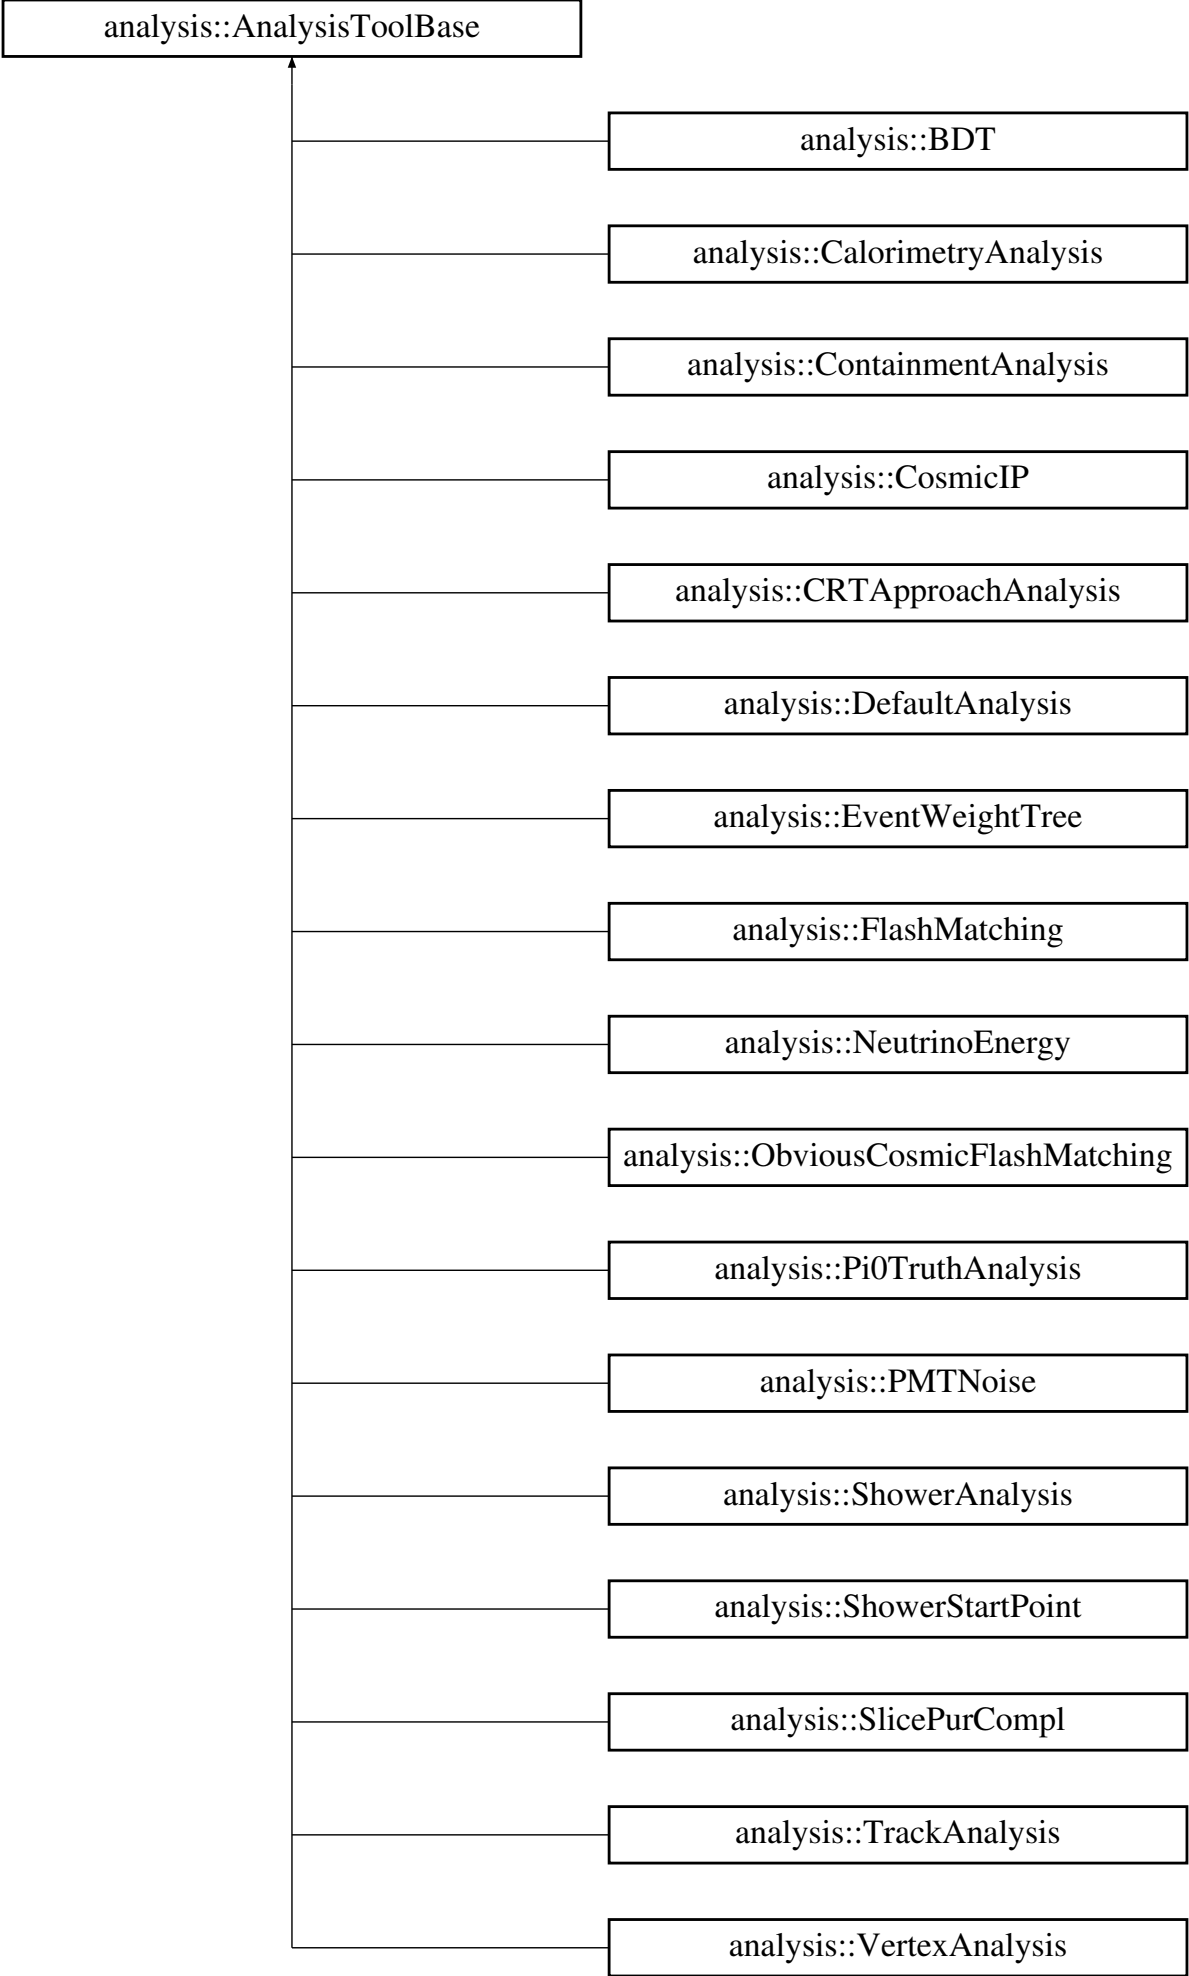 analysis::AnalysisToolBase
analysis::BDT
analysis::CalorimetryAnalysis
analysis::ContainmentAnalysis
analysis::CosmicIP
analysis::CRTApproachAnalysis
analysis::DefaultAnalysis
analysis::EventWeightTree
analysis::FlashMatching
analysis::NeutrinoEnergy
analysis::ObviousCosmicFlashMatching
analysis::Pi0TruthAnalysis
analysis::PMTNoise
analysis::ShowerAnalysis
analysis::ShowerStartPoint
analysis::SlicePurCompl
analysis::TrackAnalysis
analysis::VertexAnalysis